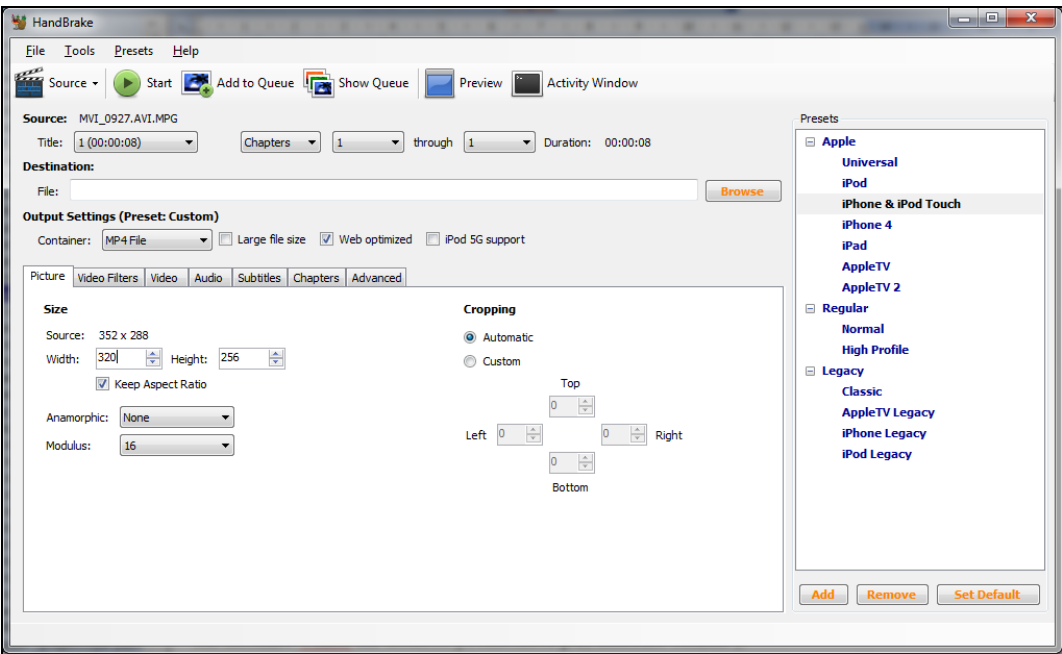 HandBrake
File Tools Presets Help
Source Start Add to Queue Show Queue Preview Activity Window
Source: MVI_0927.AVI.MPG
Title: 1 (00:00:08) Chapters 1 through 1 Duration: 00:00:08
Destination:
File: Browse
Output Settings (Preset: Custom)
Container: MP4 File Large file size Web optimized iPod 5G support
Picture Video Filters Video Audio Subtitles Chapters Advanced
Size
Source: 352 x 288
Width: 320 Height: 256
Keep Aspect Ratio
Anamorphic: None
Modulus: 16
Cropping
Automatic
Custom
Top
0
Left 0 0 Right
0
Bottom
Presets
Apple
Universal
iPod
iPhone & iPod Touch
iPhone 4
iPad
AppleTV
AppleTV 2
Regular
Normal
High Profile
Legacy
Classic
AppleTV Legacy
iPhone Legacy
iPod Legacy
Add Remove Set Default